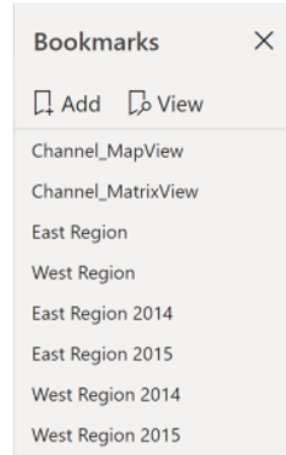 Bookmarks
Add View
Channel_MapView
Channel_MatrixView
East Region
West Region
East Region 2014
East Region 2015
West Region 2014
West Region 2015